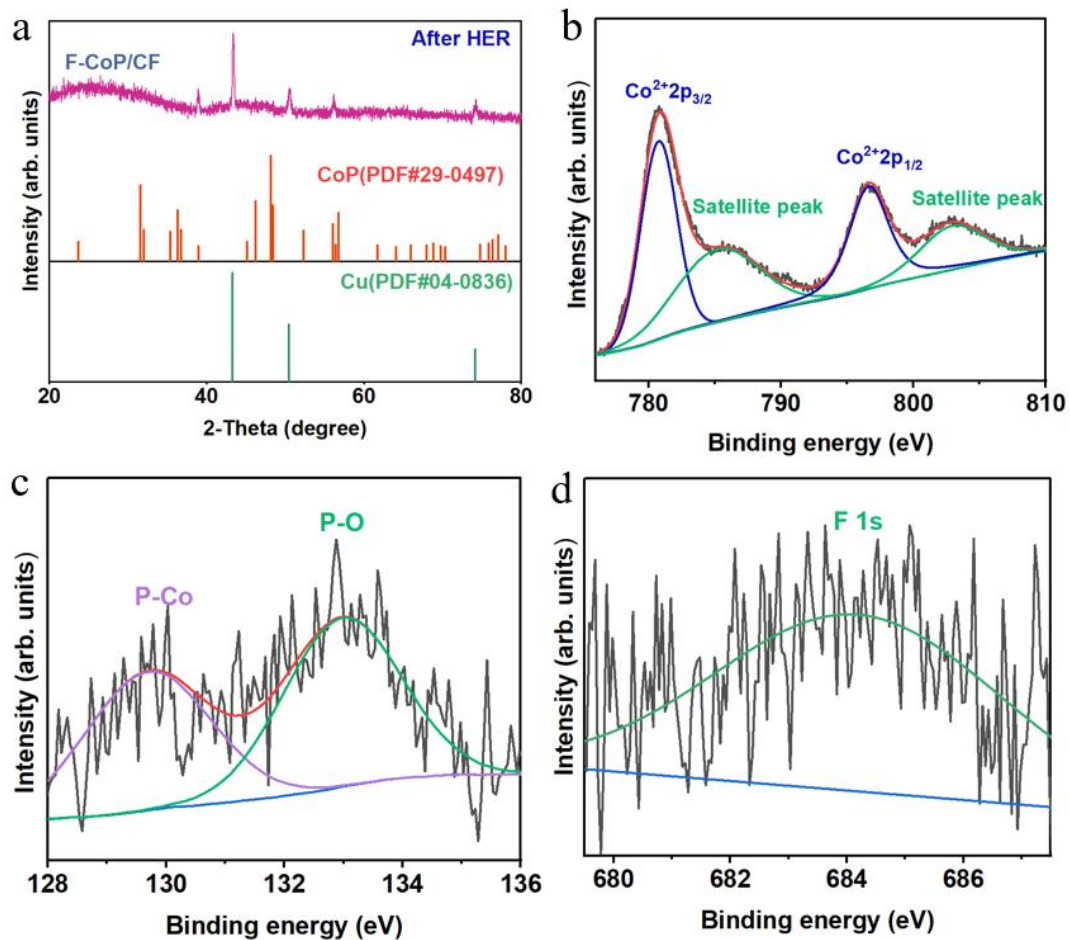 a
After HER
F-CoP/CF
CoP(PDF#29-0497)
Cu(PDF#04-0836)
Intensity (arb. units)
20 40 60 80
2-Theta (degree)
b
Co²⁺2p₃/₂
Co²⁺2p₁/₂
Satellite peak
Satellite peak
Intensity (arb. units)
780 790 800 810
Binding energy (eV)
c
P-O
P-Co
Intensity (arb. units)
128 130 132 134 136
Binding energy (eV)
d
F 1s
Intensity (arb. units)
680 682 684 686
Binding energy (eV)